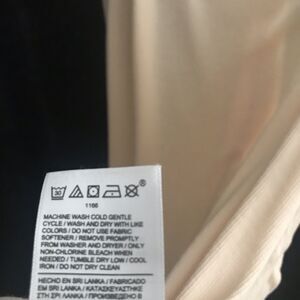 30
®
1166
MACHINE WASH COLD GENTLE
CYCLE / WASH AND DRY WITH LIKE
COLORS / DO NOT USE FABRIC
SOFTENER / REMOVE PROMPTLY
FROM WASHER AND DRYER / ONLY
NON-CHLORINE BLEACH WHEN
NEEDED / TUMBLE DRY LOW / COOL
IRON / DO NOT DRY CLEAN
HECHO EN SRI LANKA / FABRICADO
EM SRI LANKA / ΚΑΤΑΣΚΕΥΑΣΤΗΚΕ
ΣΤΗ ΣΡΙ ΛΑΝΚΑ /